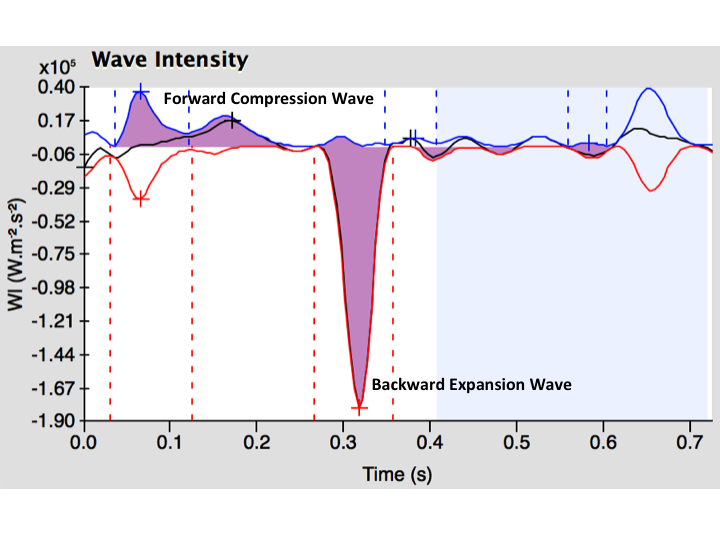 Wave Intensity
x10⁵
Forward Compression Wave
Backward Expansion Wave
WI (W.m⁻².s⁻²)
0.40
0.17
-0.06
-0.29
-0.52
-0.75
-0.98
-1.21
-1.44
-1.67
-1.90
0.0 0.1 0.2 0.3 0.4 0.5 0.6 0.7
Time (s)